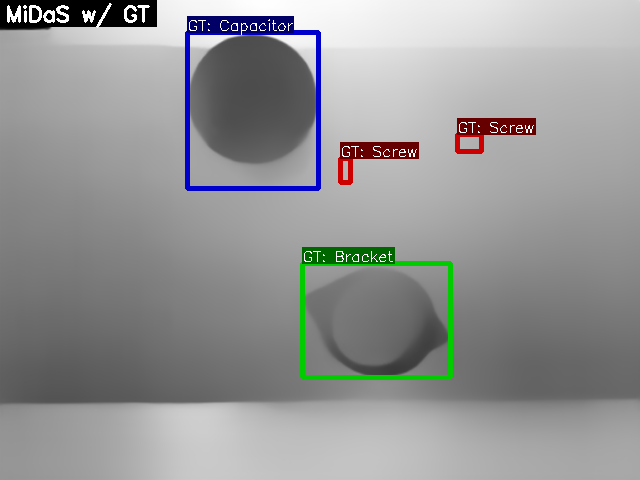 MiDaS w/ GT
GT: Capacitor
GT: Screw
GT: Screw
GT: Bracket